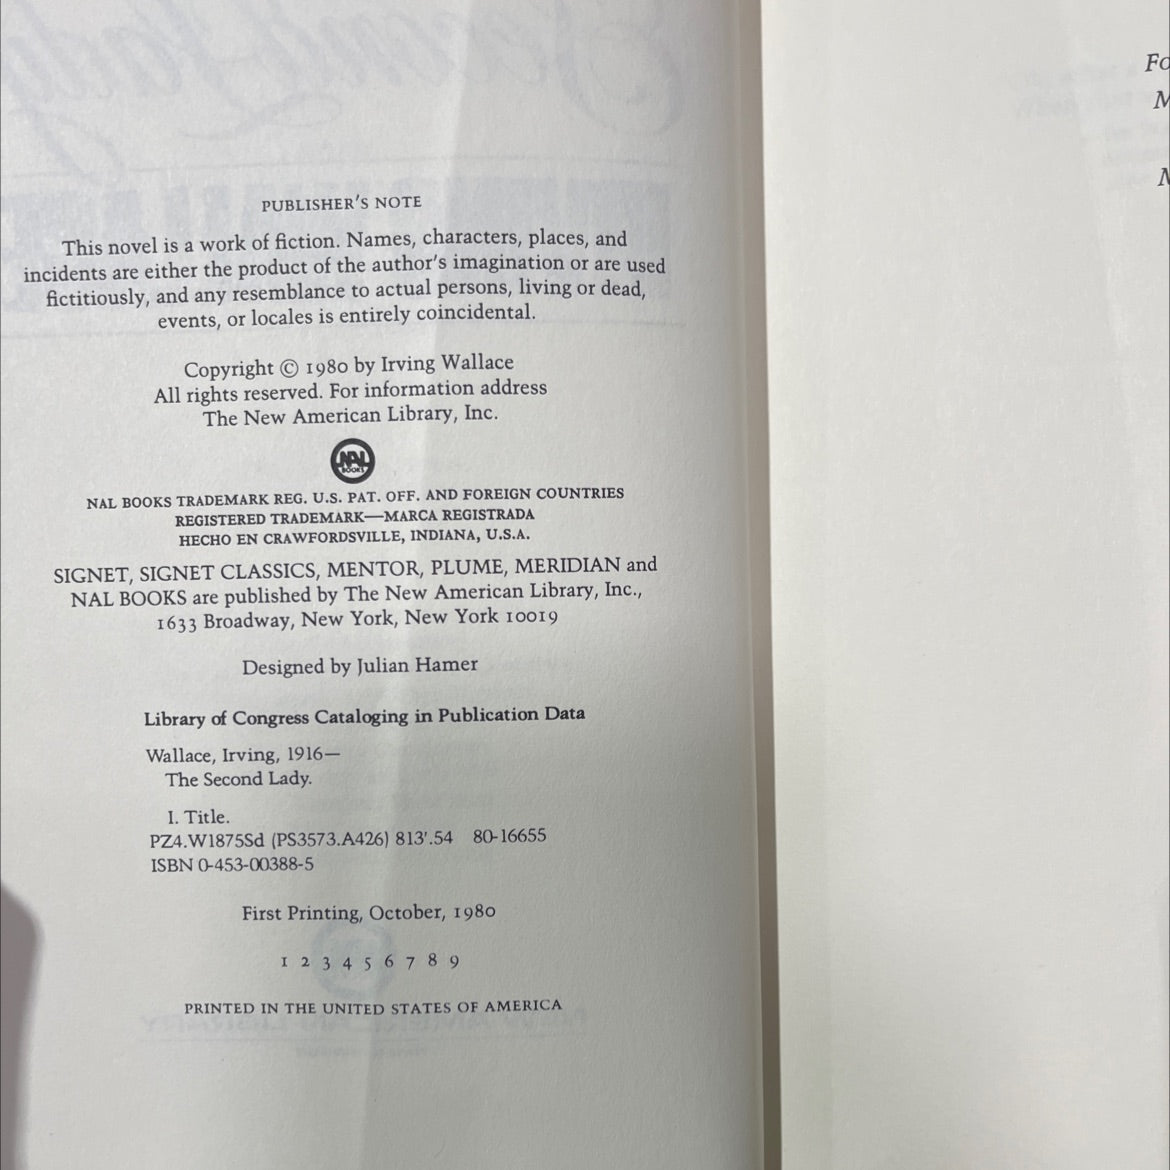 PUBLISHER'S NOTE
This novel is a work of fiction. Names, characters, places, and
incidents are either the product of the author's imagination or are used
fictitiously, and any resemblance to actual persons, living or dead,
events, or locales is entirely coincidental.
Copyright © 1980 by Irving Wallace
All rights reserved. For information address
The New American Library, Inc.
NAL
BOOKS
NAL BOOKS TRADEMARK REG. U.S. PAT. OFF. AND FOREIGN COUNTRIES
REGISTERED TRADEMARK—MARCA REGISTRADA
HECHO EN CRAWFORDSVILLE, INDIANA, U.S.A.
SIGNET, SIGNET CLASSICS, MENTOR, PLUME, MERIDIAN and
NAL BOOKS are published by The New American Library, Inc.,
1633 Broadway, New York, New York 10019
Designed by Julian Hamer
Library of Congress Cataloging in Publication Data
Wallace, Irving, 1916—
The Second Lady.
I. Title.
PZ4.W1875Sd (PS3573.A426) 813'.54 80-16655
ISBN 0-453-00388-5
First Printing, October, 1980
1 2 3 4 5 6 7 8 9
PRINTED IN THE UNITED STATES OF AMERICA